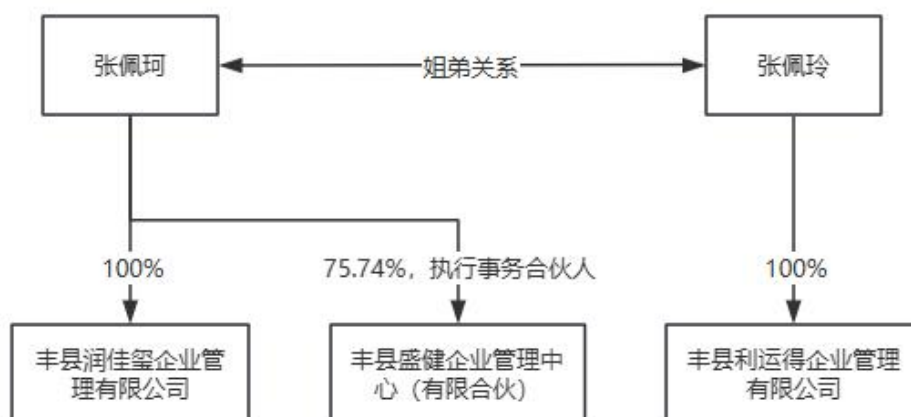 张佩珂
姐弟关系
张佩玲
100%
75.74%，执行事务合伙人
100%
丰县润佳玺企业管
理有限公司
丰县盛健企业管理中
心（有限合伙）
丰县利运得企业管理
有限公司